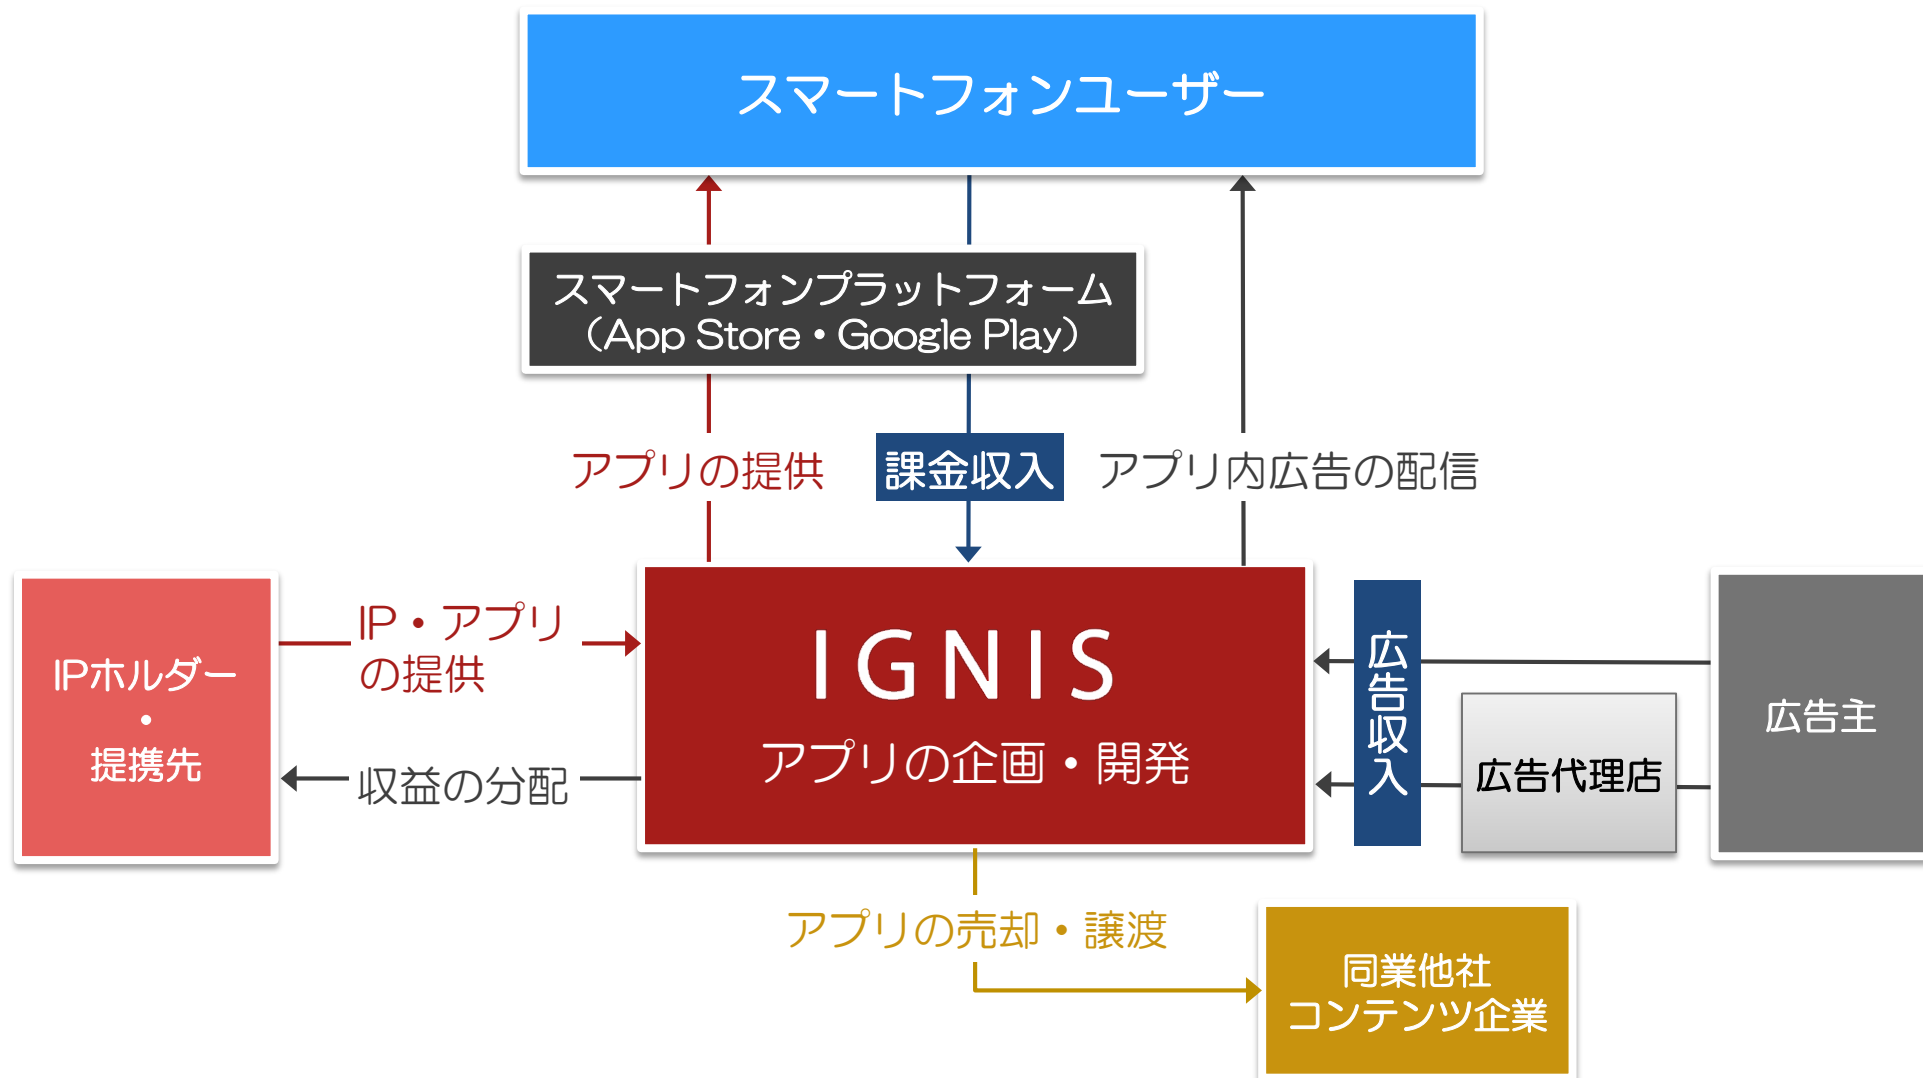 スマートフォンユーザー
スマートフォンプラットフォーム
（App Store・Google Play）
アプリの提供
課金収入
アプリ内広告の配信
IPホルダー
・
提携先
IP・アプリ
の提供
収益の分配
IGNIS
アプリの企画・開発
広告収入
広告代理店
広告主
アプリの売却・譲渡
同業他社
コンテンツ企業